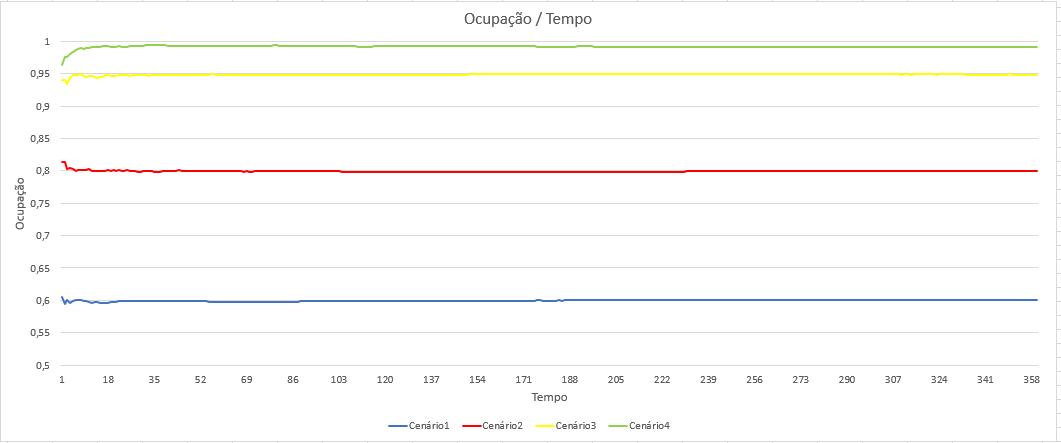 Ocupação / Tempo
1
0,95
0,9
0,85
0,8
0,75
0,7
0,65
0,6
0,55
0,5
Ocupação
1 18 35 52 69 86 103 120 137 154 171 188 205 222 239 256 273 290 307 324 341 358
Tempo
Cenário1 Cenário2 Cenário3 Cenário4